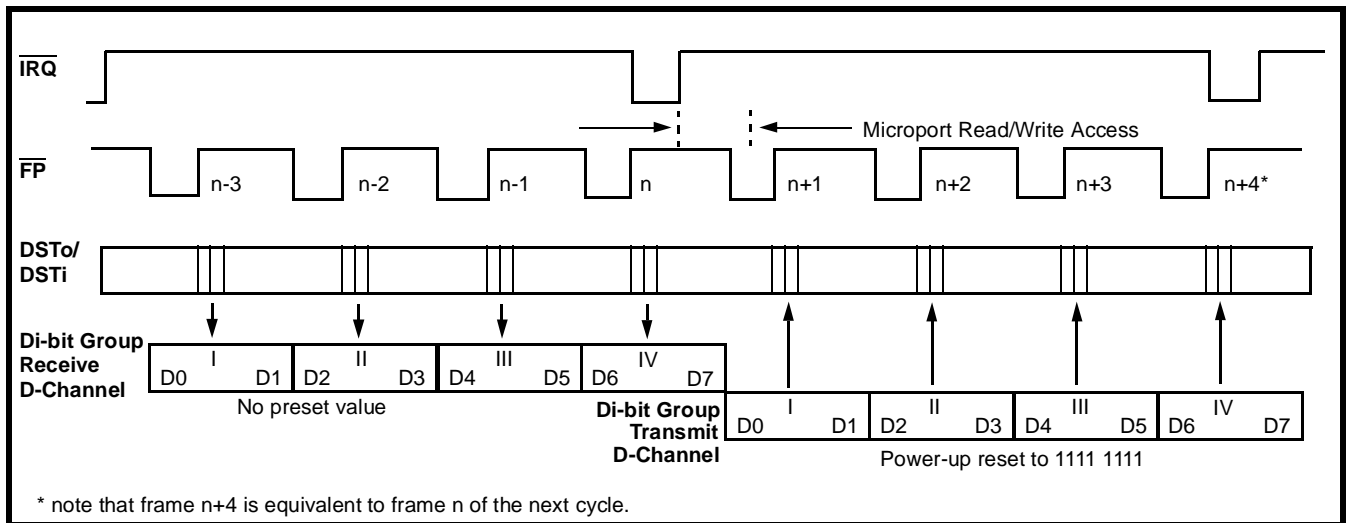 IRQ
Microport Read/Write Access
FP
n-3 n-2 n-1 n n+1 n+2 n+3 n+4*
DSTo/
DSTi
Di-bit Group
Receive
D-Channel
I II III IV
D0 D1 D2 D3 D4 D5 D6 D7
No preset value
Di-bit Group
Transmit
D-Channel
I II III IV
D0 D1 D2 D3 D4 D5 D6 D7
Power-up reset to 1111 1111
* note that frame n+4 is equivalent to frame n of the next cycle.